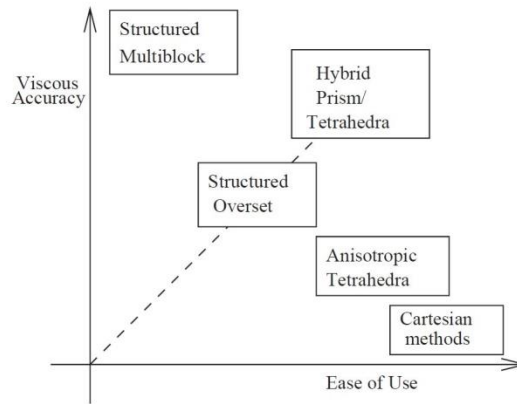 Structured
Multiblock
Viscous
Accuracy
Hybrid
Prism/
Tetrahedra
Structured
Overset
Anisotropic
Tetrahedra
Cartesian
methods
Ease of Use